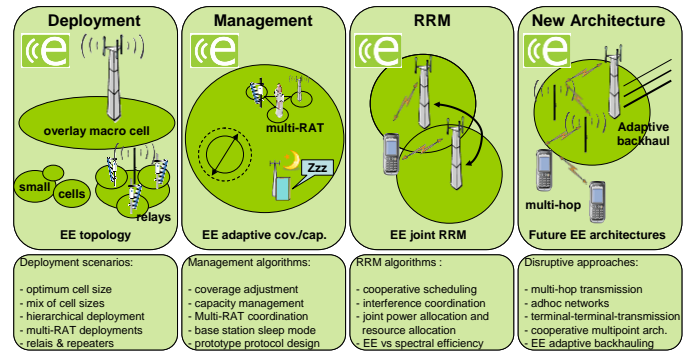 Deployment
e
overlay macro cell
small
cells
relays
EE topology
Deployment scenarios:
- optimum cell size
- mix of cell sizes
- hierarchical deployment
- multi-RAT deployments
- relais & repeaters
Management
e
multi-RAT
Zzz
EE adaptive cov./cap.
Management algorithms:
- coverage adjustment
- capacity management
- Multi-RAT coordination
- base station sleep mode
- prototype protocol design
RRM
e
EE joint RRM
RRM algorithms :
- cooperative scheduling
- interference coordination
- joint power allocation and
resource allocation
- EE vs spectral efficiency
New Architecture
e
Adaptive
backhaul
multi-hop
Future EE architectures
Disruptive approaches:
- multi-hop transmission
- adhoc networks
- terminal-terminal-transmission
- cooperative multipoint arch.
- EE adaptive backhauling